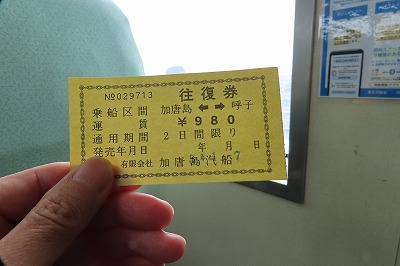 №029713
往復券
乗船区間 加唐島⬅➡呼子
運賃 ¥980
通用期間 2日間限り
発売年月日 年 月 日
有限会社 加唐島汽船